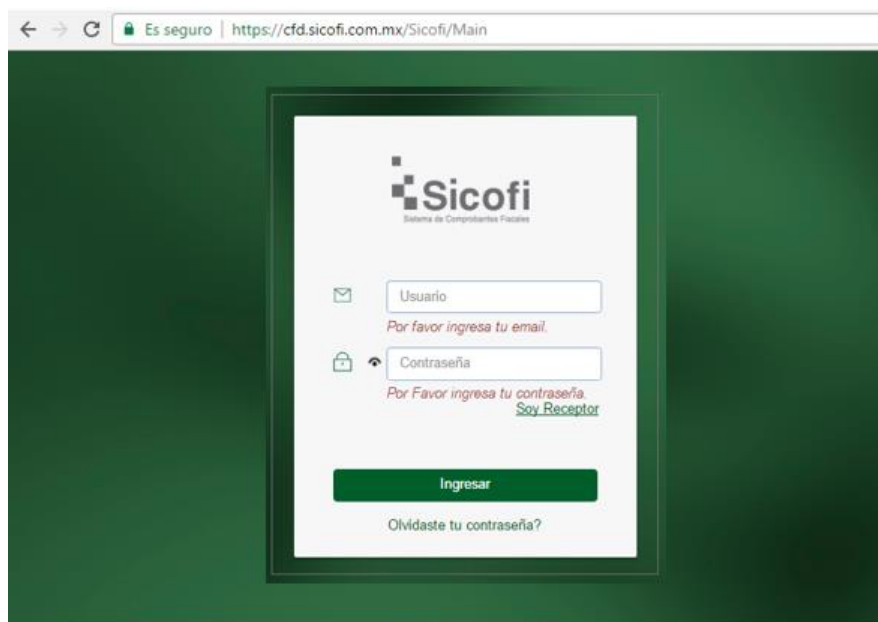 Es seguro | https://cfd.sicofi.com.mx/Sicofi/Main
Sicofi
Sistema de Comprobantes Fiscales
Usuario
Por favor ingresa tu email.
Contraseña
Por Favor ingresa tu contraseña.
Soy Receptor
Ingresar
Olvidaste tu contraseña?